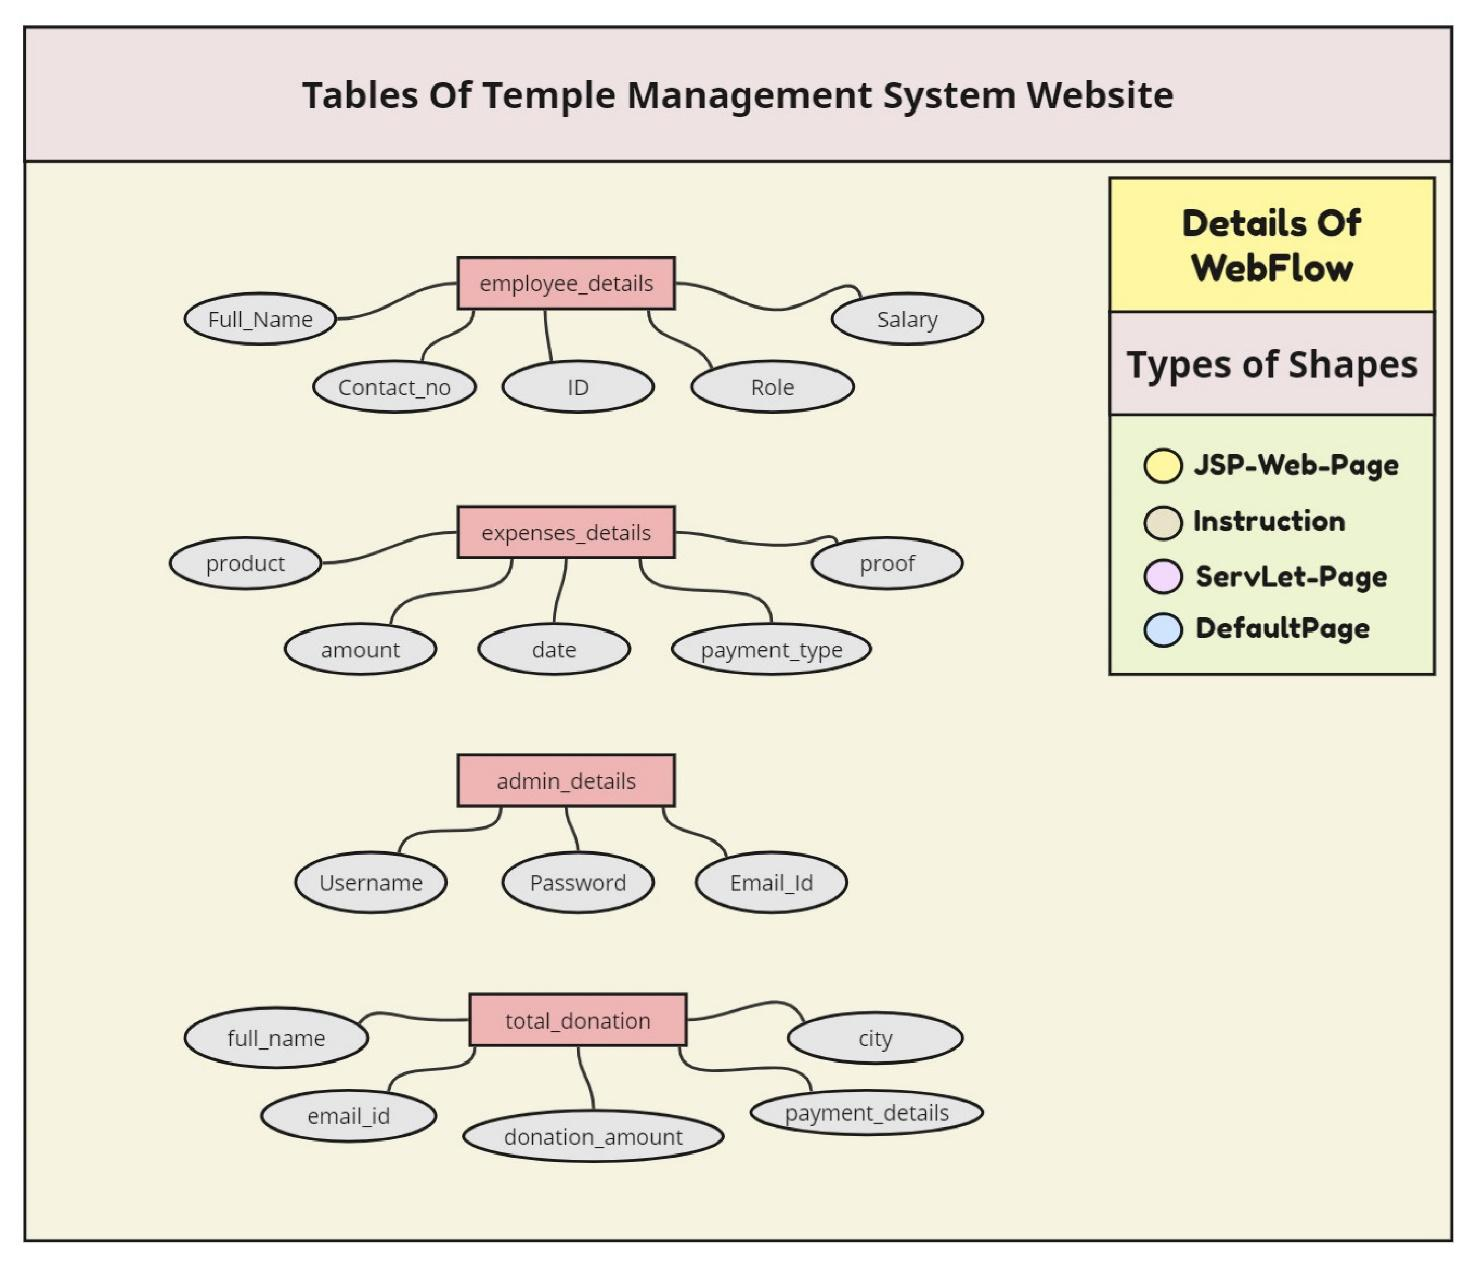 Tables Of Temple Management System Website
Details Of
WebFlow
Types of Shapes
JSP-Web-Page
Instruction
ServLet-Page
DefaultPage
employee_details
Full_Name
Salary
Contact_no
ID
Role
expenses_details
product
proof
amount
date
payment_type
admin_details
Username
Password
Email_Id
total_donation
full_name
city
email_id
donation_amount
payment_details